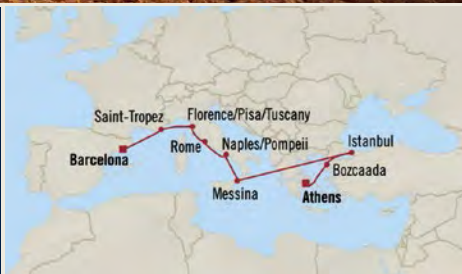 Saint-Tropez
Florence/Pisa/Tuscany
Barcelona
Rome
Naples/Pompeii
Istanbul
Bozcaada
Messina
Athens